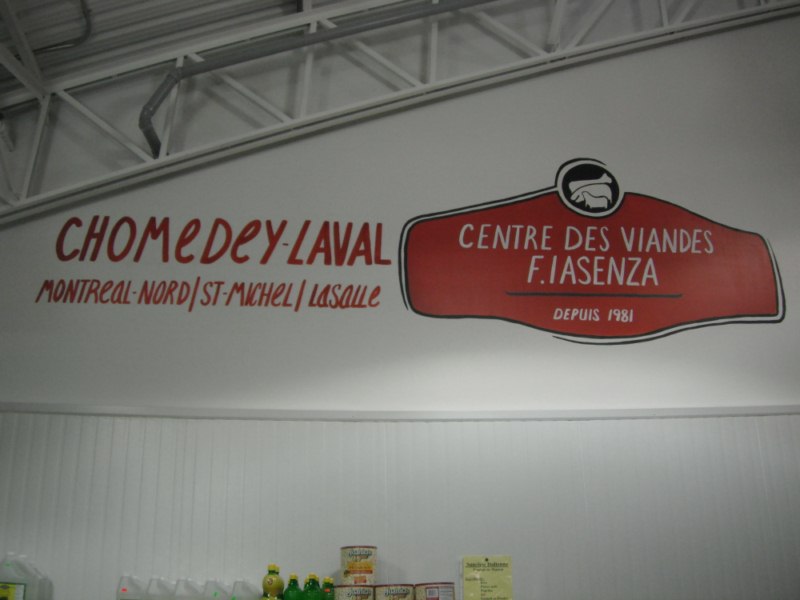 CHOMeDeY-LAVAL
MONTReaL-NORD/ST-MicHeL/LaSaLLe
CENTRE DES VIANDES
F.IASENZA
DEPUIS 1981